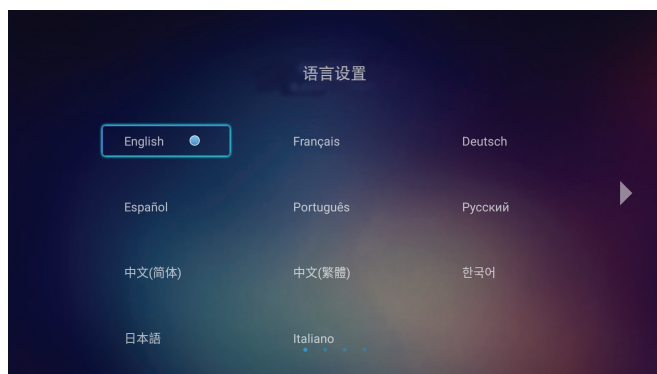 语言设置
English
Français
Deutsch
Español
Português
Русский
中文(简体)
中文(繁體)
한국어
日本語
Italiano